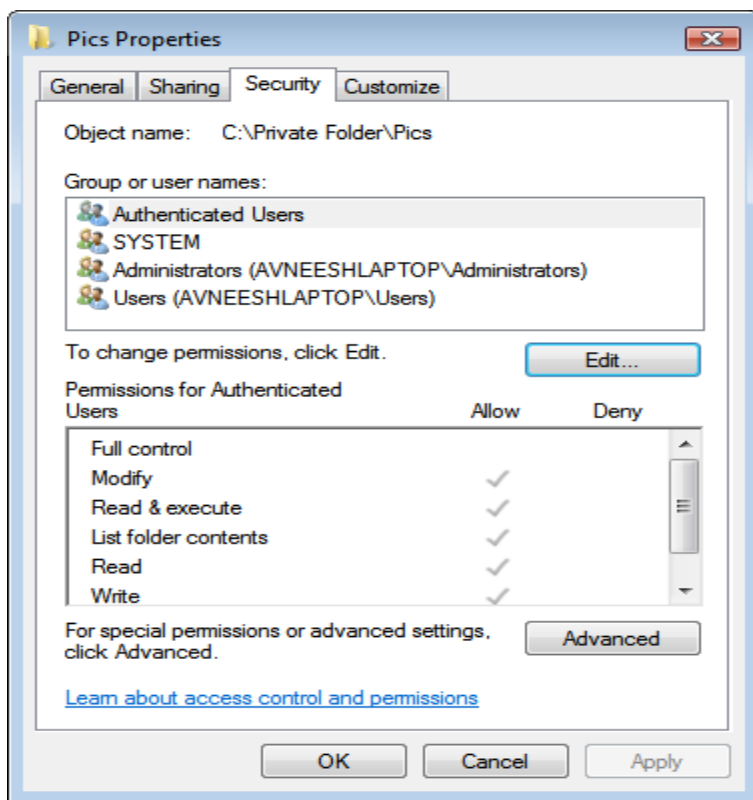 Pics Properties
General Sharing Security Customize
Object name: C:\Private Folder\Pics
Group or user names:
Authenticated Users
SYSTEM
Administrators (AVNEESHLAPTOP\Administrators)
Users (AVNEESHLAPTOP\Users)
To change permissions, click Edit.
Edit...
Permissions for Authenticated
Users Allow Deny
Full control
Modify
Read & execute
List folder contents
Read
Write
For special permissions or advanced settings,
click Advanced.
Advanced
Learn about access control and permissions
OK Cancel Apply